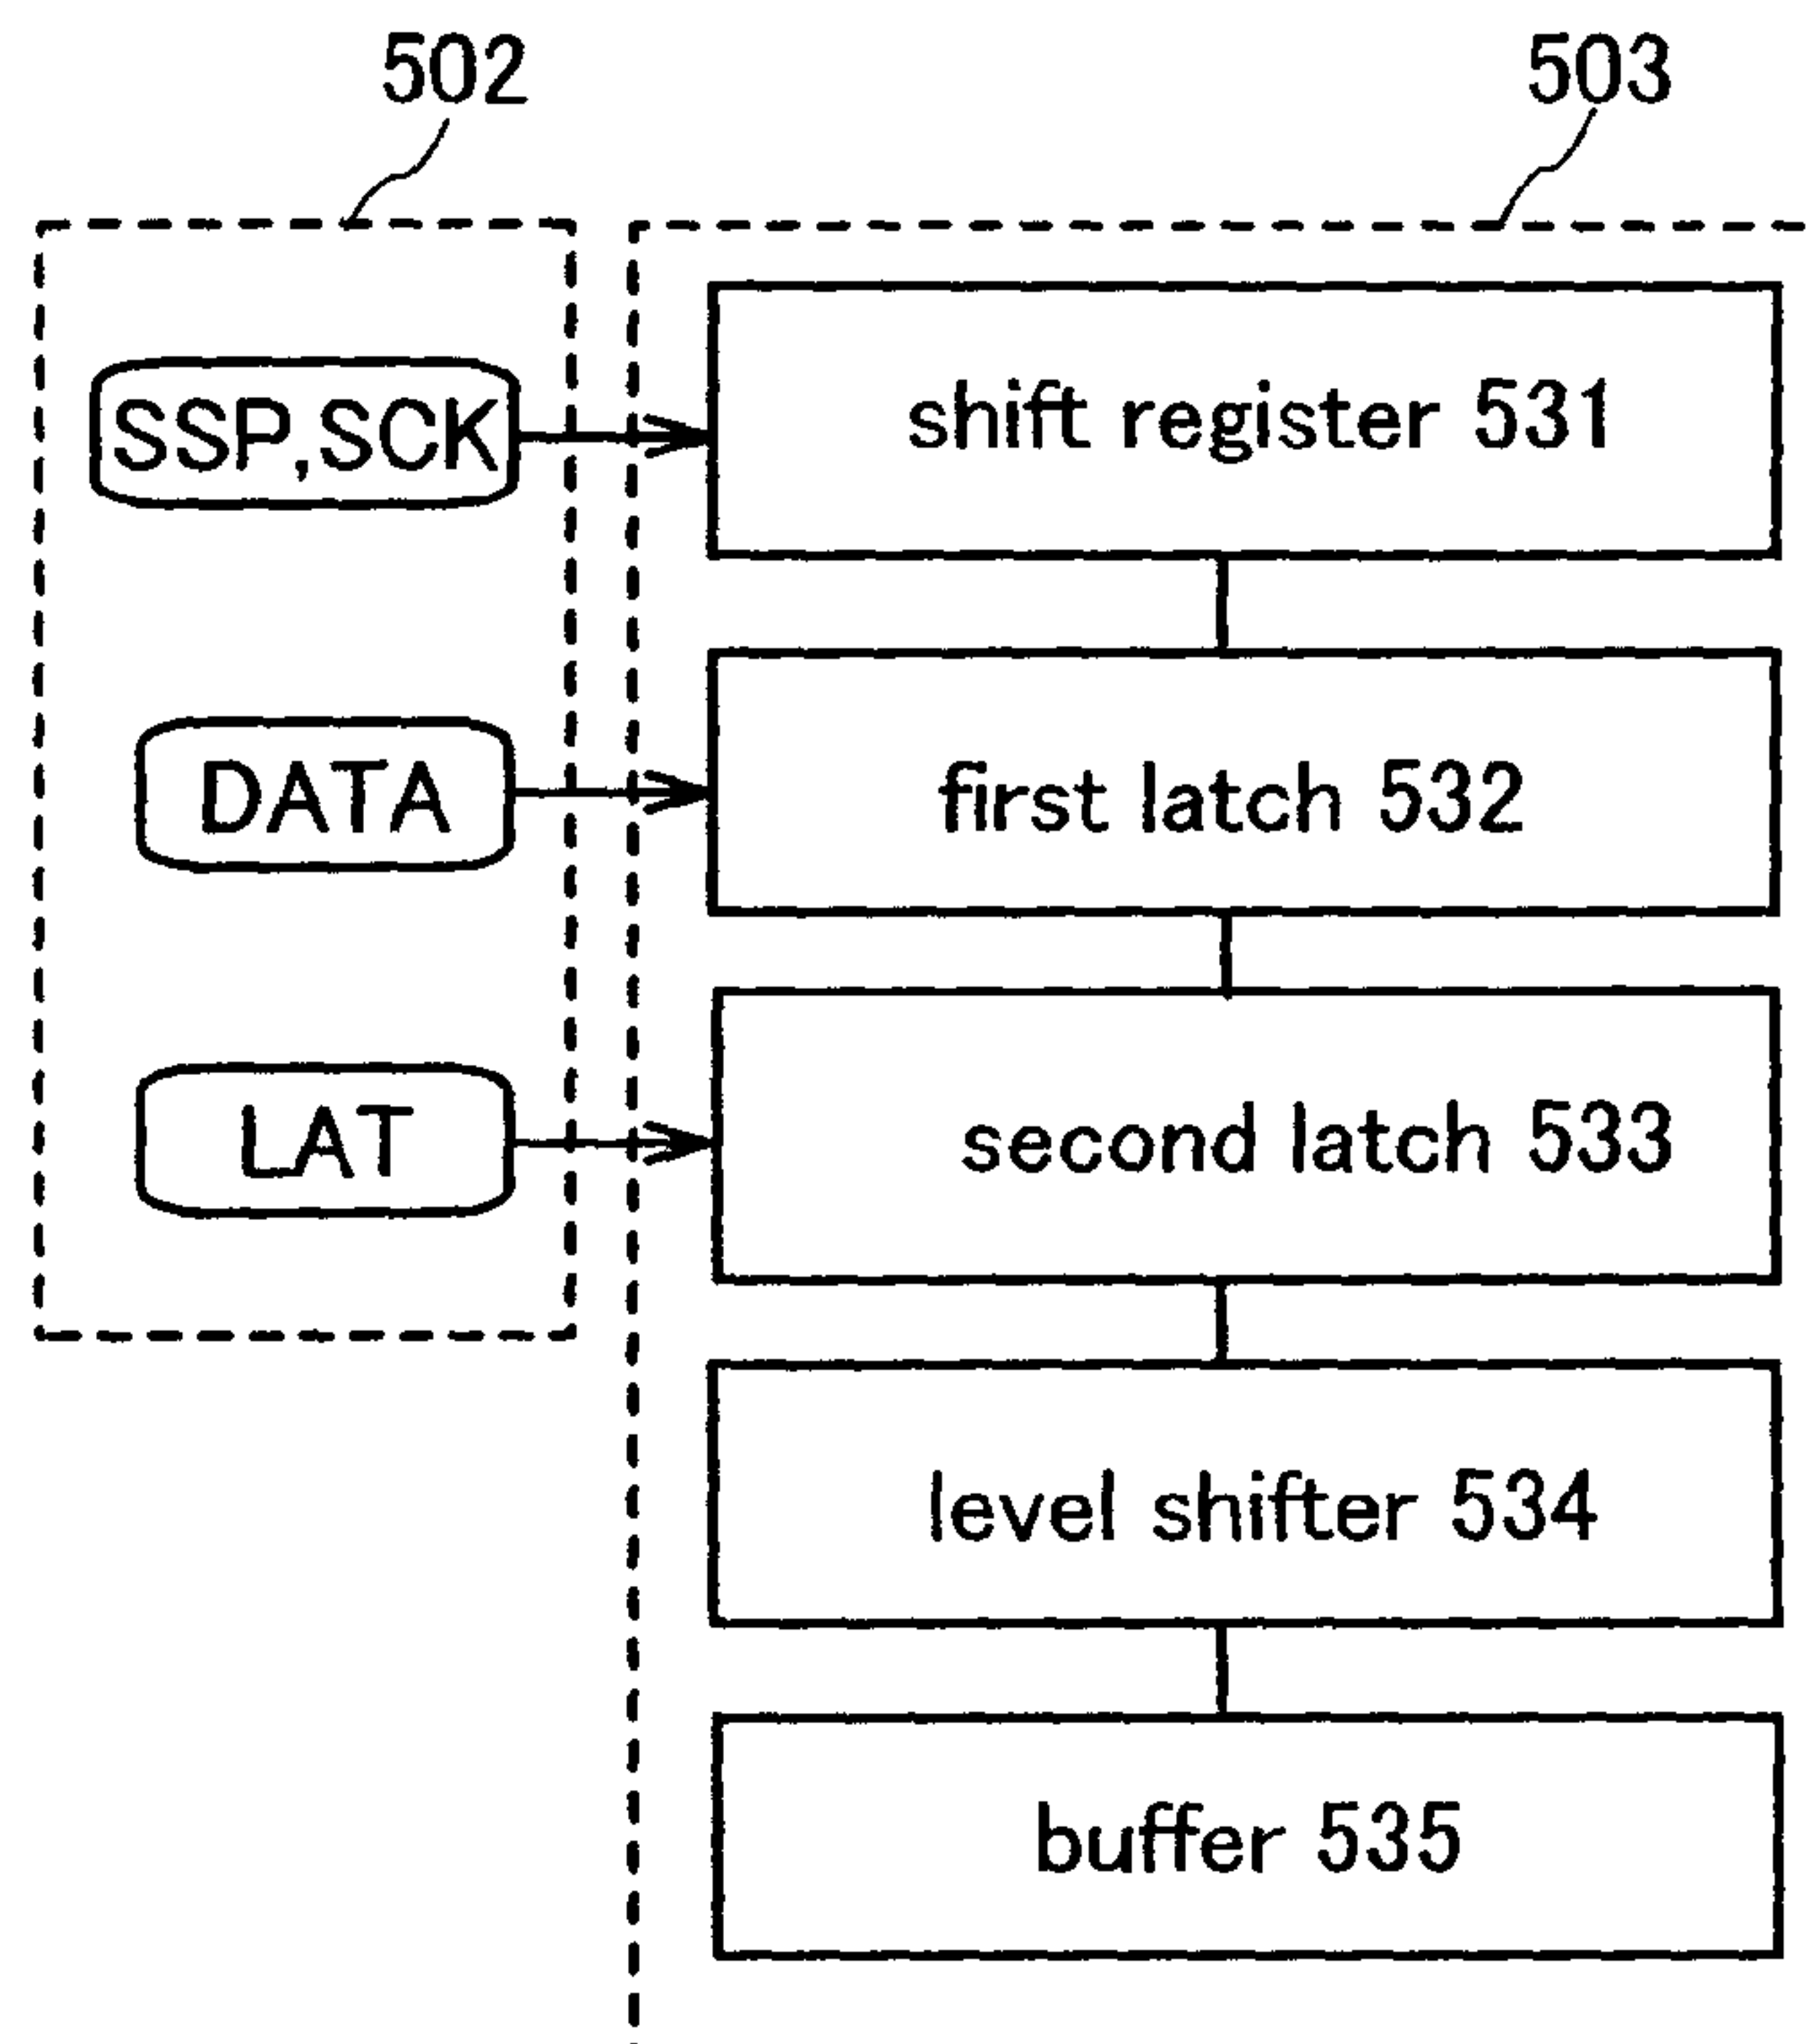 502
503
SSP,SCK
shift register 531
DATA
first latch 532
LAT
second latch 533
level shifter 534
buffer 535